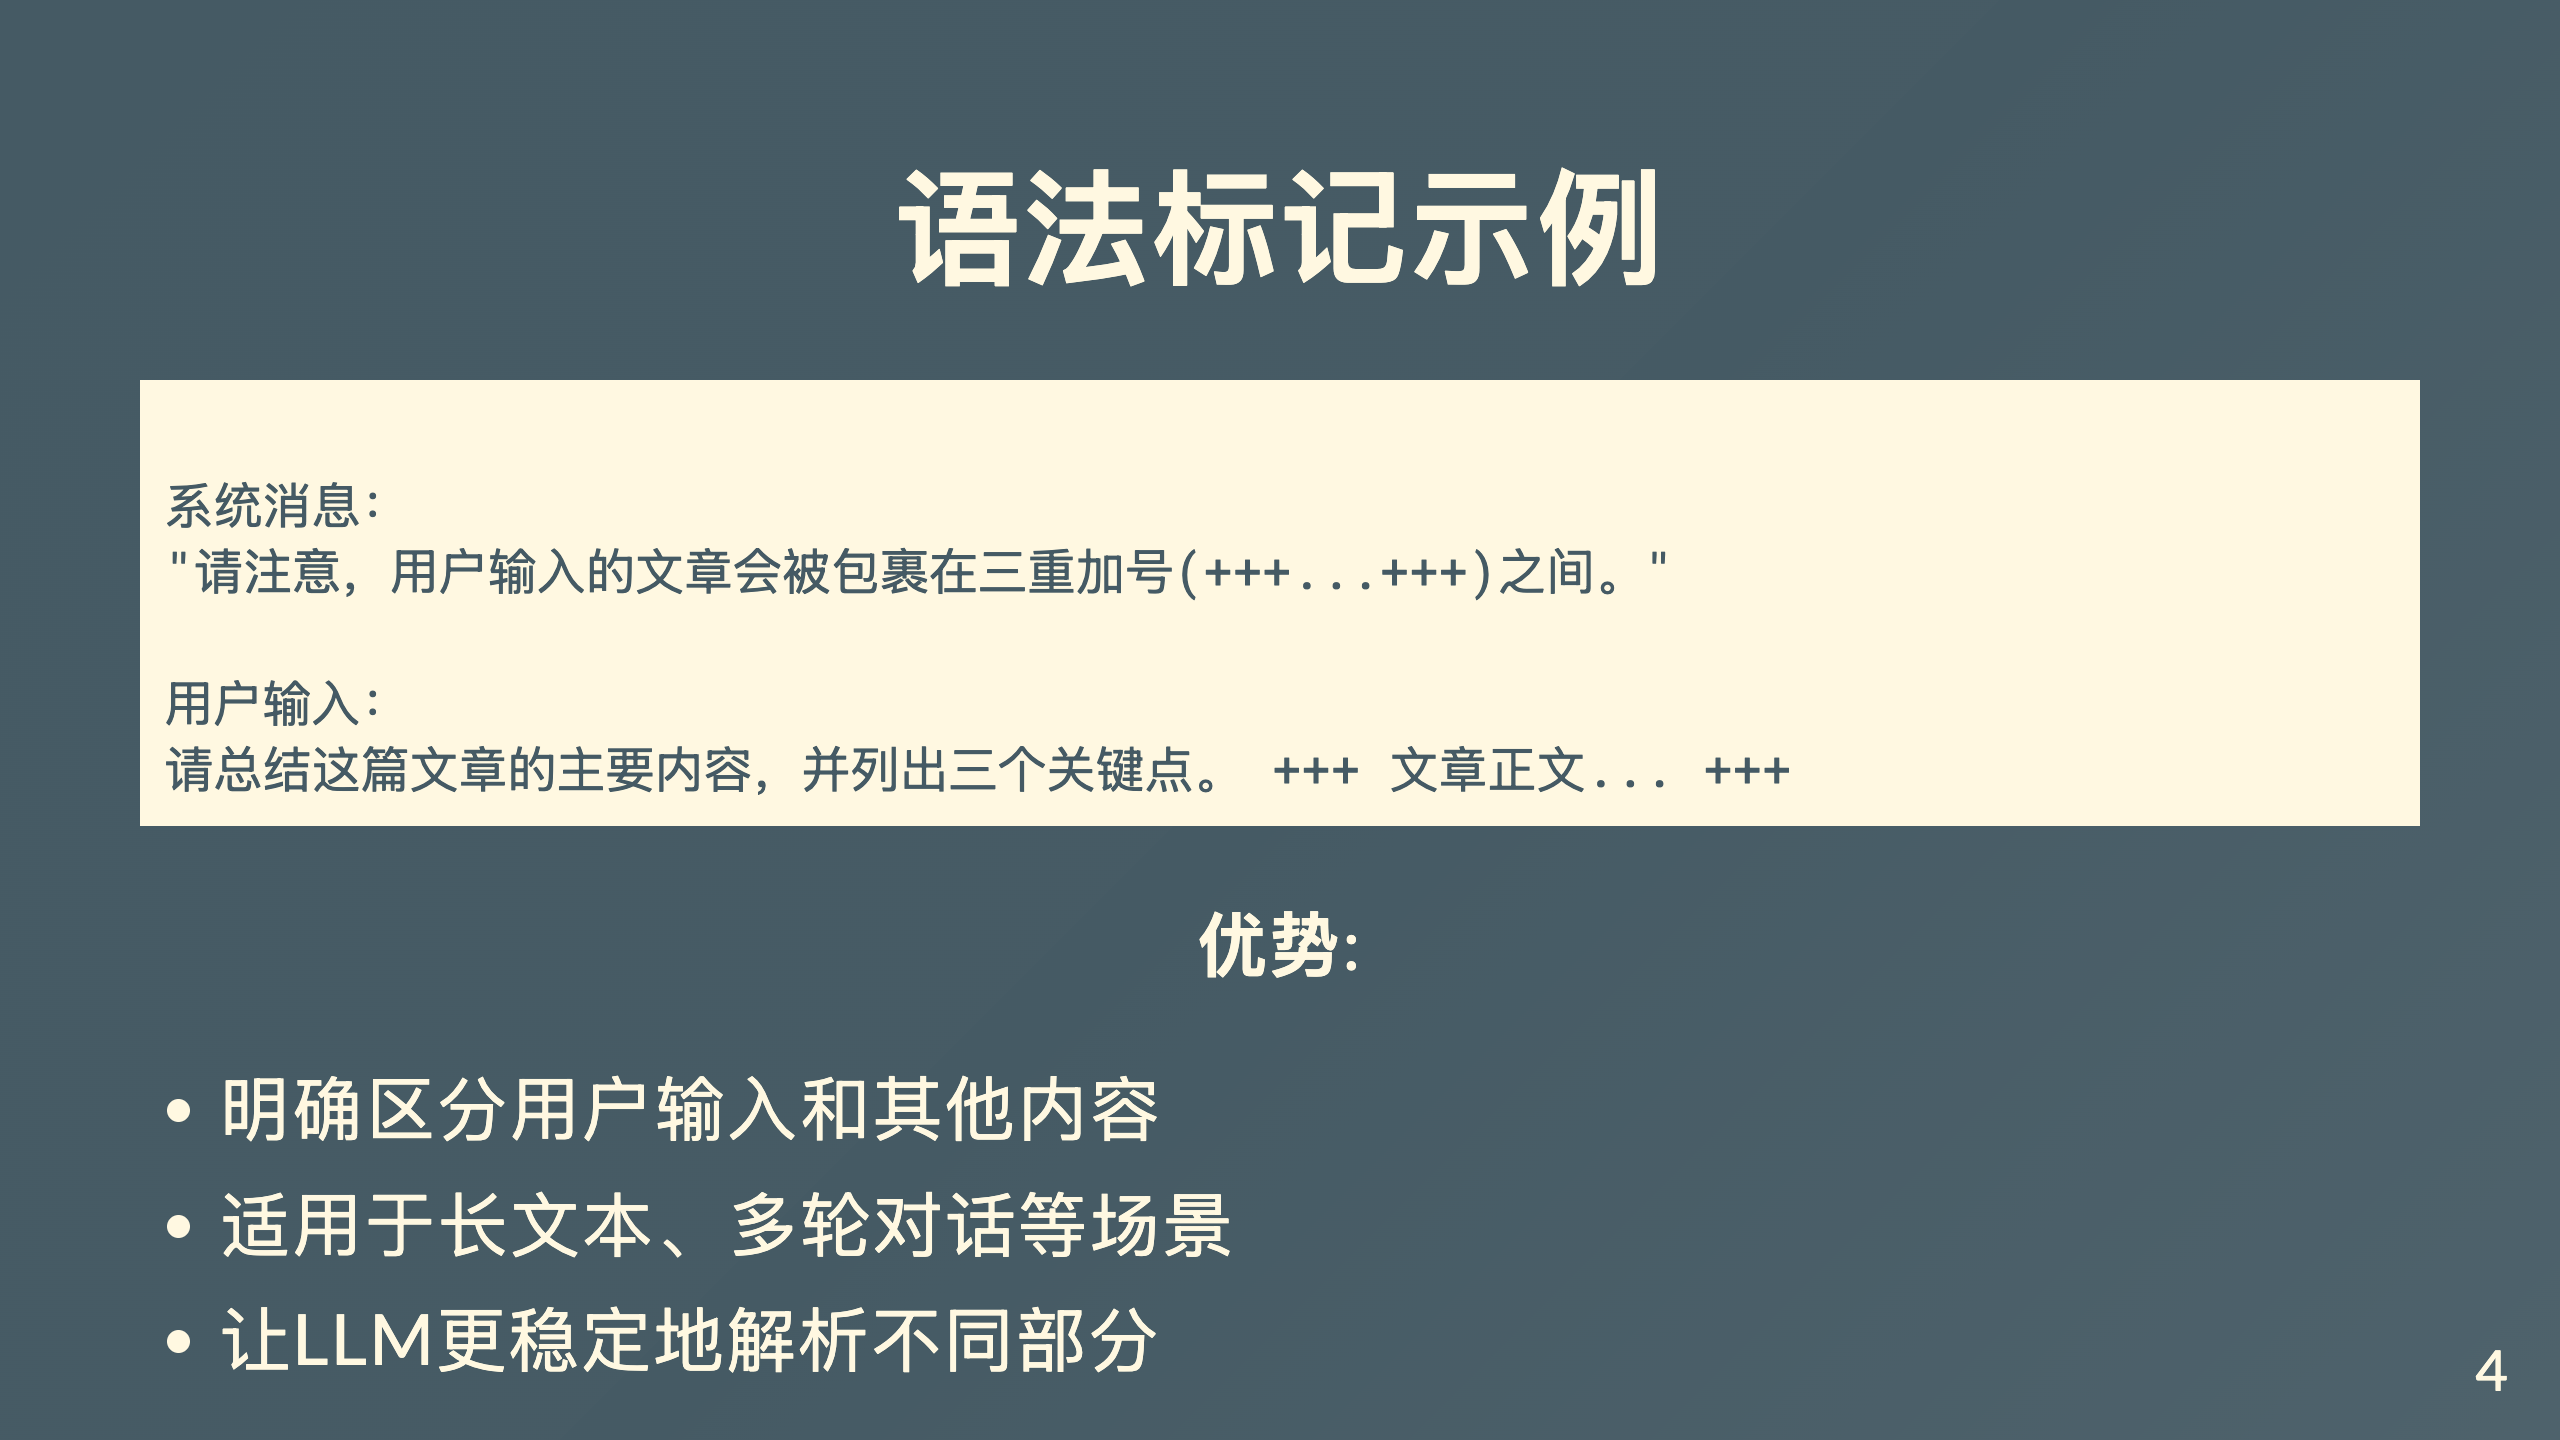 语法标记示例
系统消息：
"请注意，用户输入的文章会被包裹在三重加号(+++...+++)之间。"
用户输入：
请总结这篇文章的主要内容，并列出三个关键点。 +++ 文章正文... +++
优势:
• 明确区分用户输入和其他内容
• 适用于长文本、多轮对话等场景
• 让LLM更稳定地解析不同部分
4